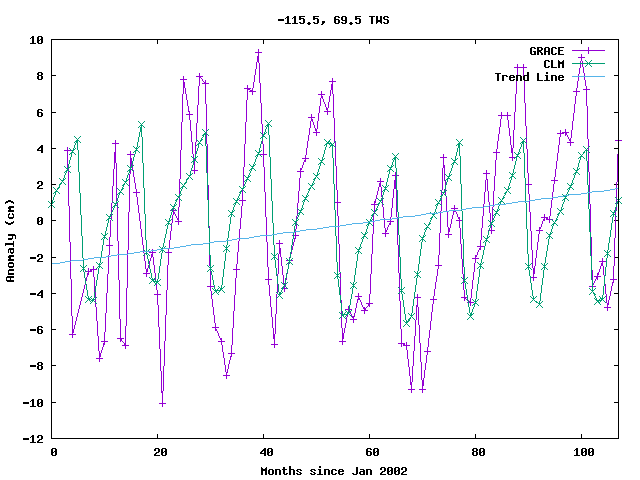 -115.5, 69.5 TWS
GRACE
CLM
Trend Line
10
8
6
4
2
0
-2
-4
-6
-8
-10
-12
Anomaly (cm)
0 20 40 60 80 100
Months since Jan 2002